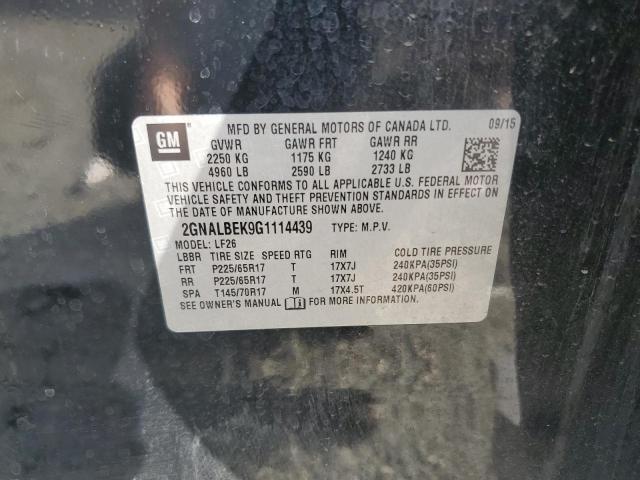 GM
MFD BY GENERAL MOTORS OF CANADA LTD. 09/15
GVWR GAWR FRT GAWR RR
2250 KG 1175 KG 1240 KG
4960 LB 2590 LB 2733 LB
THIS VEHICLE CONFORMS TO ALL APPLICABLE U.S. FEDERAL MOTOR
VEHICLE SAFETY AND THEFT PREVENTION STANDARDS IN EFFECT ON
THE DATE OF MANUFACTURE SHOWN ABOVE.
2GNALBEK9G1114439 TYPE: M.P.V.
MODEL: LF26
LBBR TIRE SIZE SPEED RTG RIM COLD TIRE PRESSURE
FRT P225/65R17 T 17X7J 240KPA(35PSI)
RR P225/65R17 T 17X7J 240KPA(35PSI)
SPA T145/70R17 M 17X4.5T 420KPA(60PSI)
SEE OWNER'S MANUAL FOR MORE INFORMATION